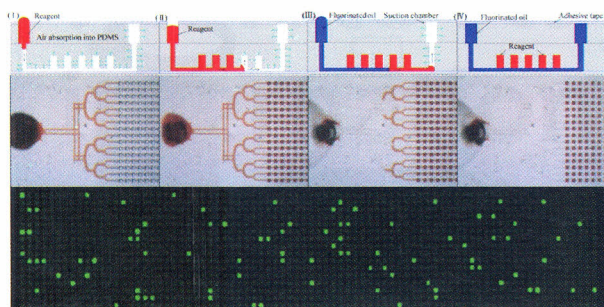 (I)
Reagent
Air absorption into PDMS
(II)
Reagent
(III)
Fluorinated oil
Suction chamber
(IV)
Fluorinated oil
Adhesive tape
Reagent